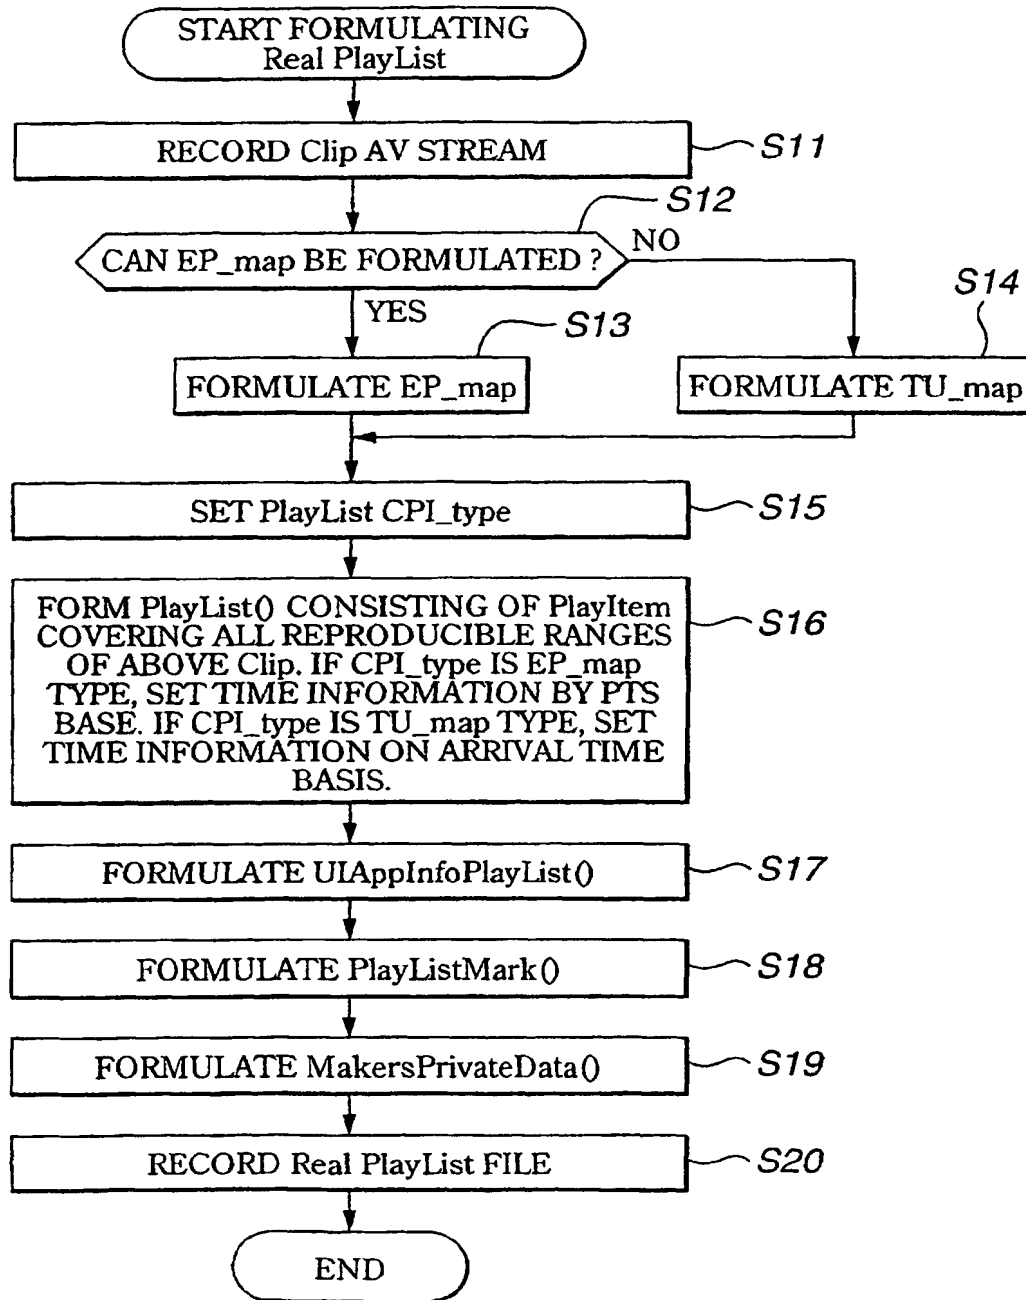 START FORMULATING
Real PlayList
RECORD Clip AV STREAM
S11
S12
CAN EP_map BE FORMULATED ?
NO
YES
S13
S14
FORMULATE EP_map
FORMULATE TU_map
SET PlayList CPI_type
S15
FORM PlayList() CONSISTING OF PlayItem
COVERING ALL REPRODUCIBLE RANGES
OF ABOVE Clip. IF CPI_type IS EP_map
TYPE, SET TIME INFORMATION BY PTS
BASE. IF CPI_type IS TU_map TYPE, SET
TIME INFORMATION ON ARRIVAL TIME
BASIS.
S16
FORMULATE UIAppInfoPlayList()
S17
FORMULATE PlayListMark()
S18
FORMULATE MakersPrivateData()
S19
RECORD Real PlayList FILE
S20
END